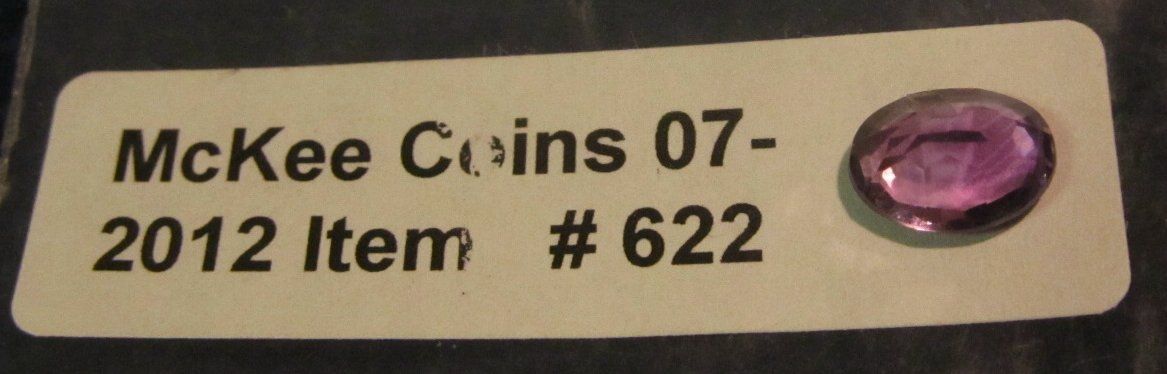 McKee Coins 07-
2012 Item # 622